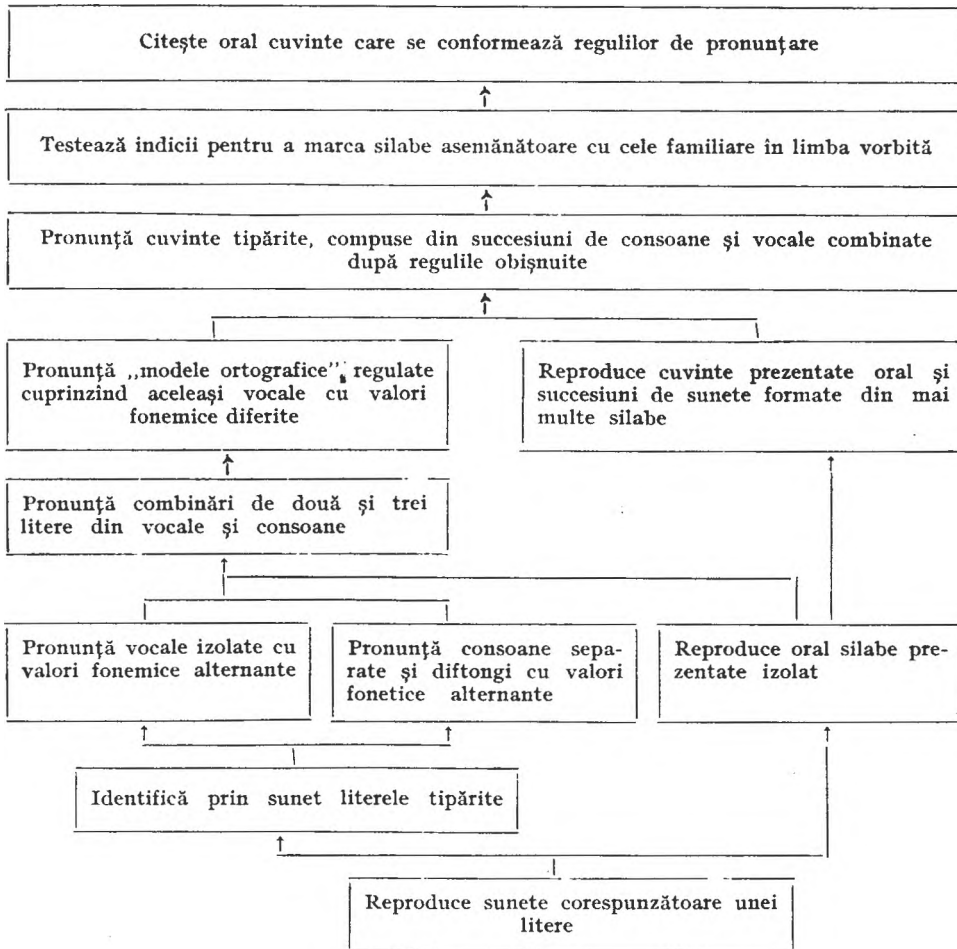 Citește oral cuvinte care se conformează regulilor de pronunțare
Testează indicii pentru a marca silabe asemănătoare cu cele familiare în limba vorbită
Pronunță cuvinte tipărite, compuse din succesiuni de consoane și vocale combinate
după regulile obișnuite
Pronunță ,,modele ortografice", regulate
cuprinzînd aceleași vocale cu valori
fonemice diferite
Reproduce cuvinte prezentate oral și
succesiuni de sunete formate din mai
multe silabe
Pronunță combinări de două și trei
litere din vocale și consoane
Pronunță vocale izolate cu
valori fonemice alternante
Pronunță consoane sepa-
rate și diftongi cu valori
fonetice alternante
Reproduce oral silabe pre-
zentate izolat
Identifică prin sunet literele tipărite
Reproduce sunete corespunzătoare unei
litere